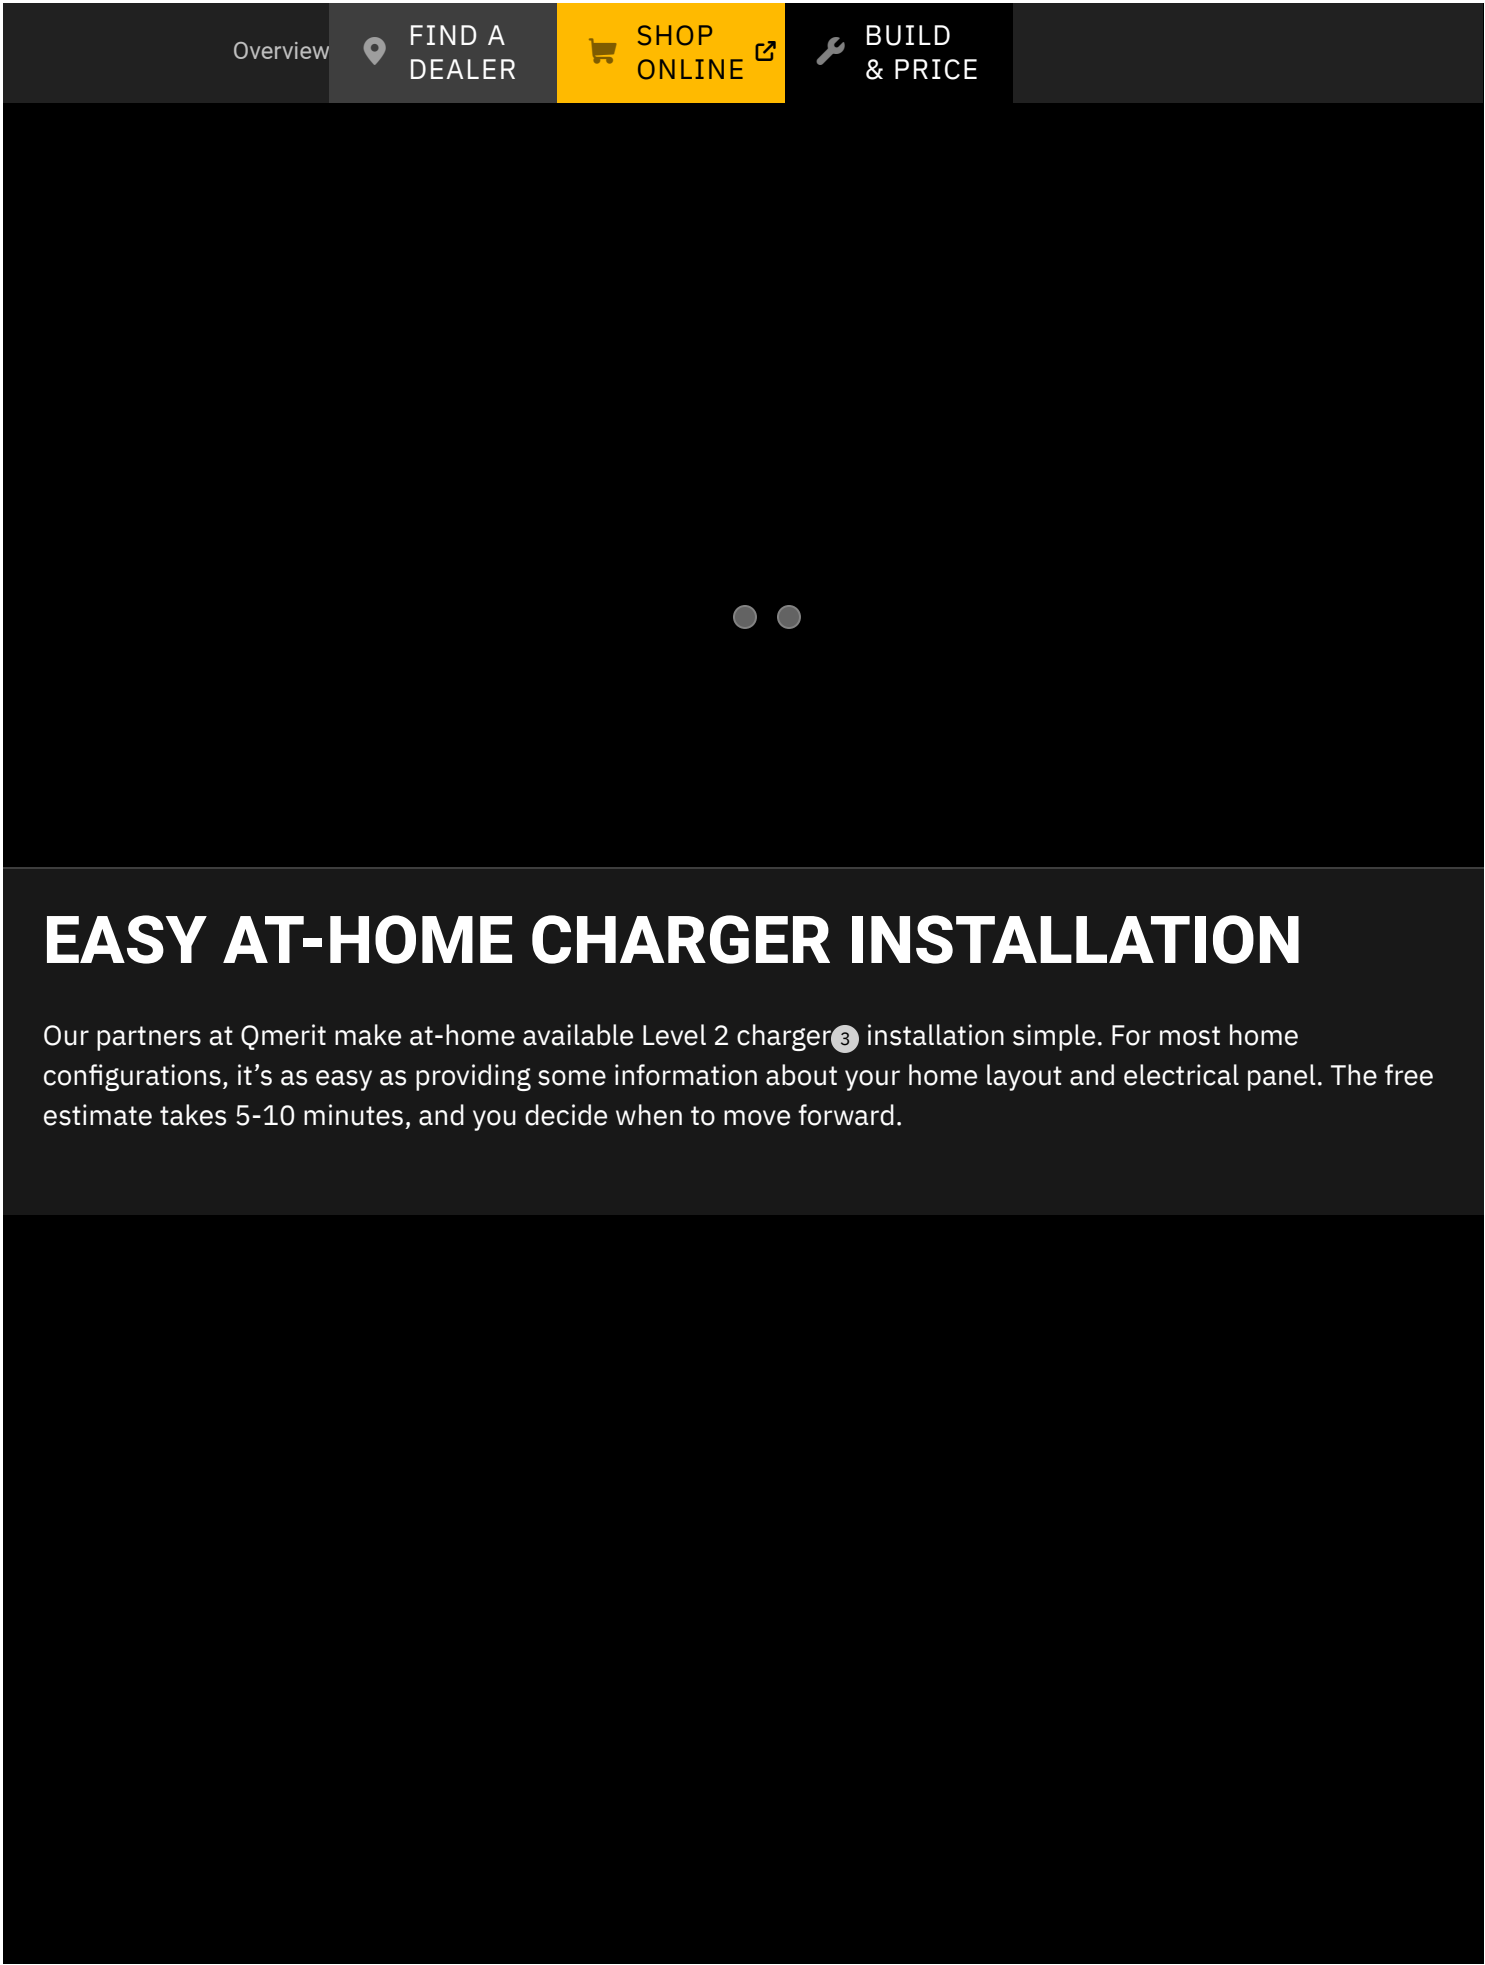 Overview
FIND A
DEALER
SHOP
ONLINE
BUILD
& PRICE
EASY AT-HOME CHARGER INSTALLATION
Our partners at Qmerit make at-home available Level 2 charger3 installation simple. For most home
configurations, it’s as easy as providing some information about your home layout and electrical panel. The free
estimate takes 5-10 minutes, and you decide when to move forward.